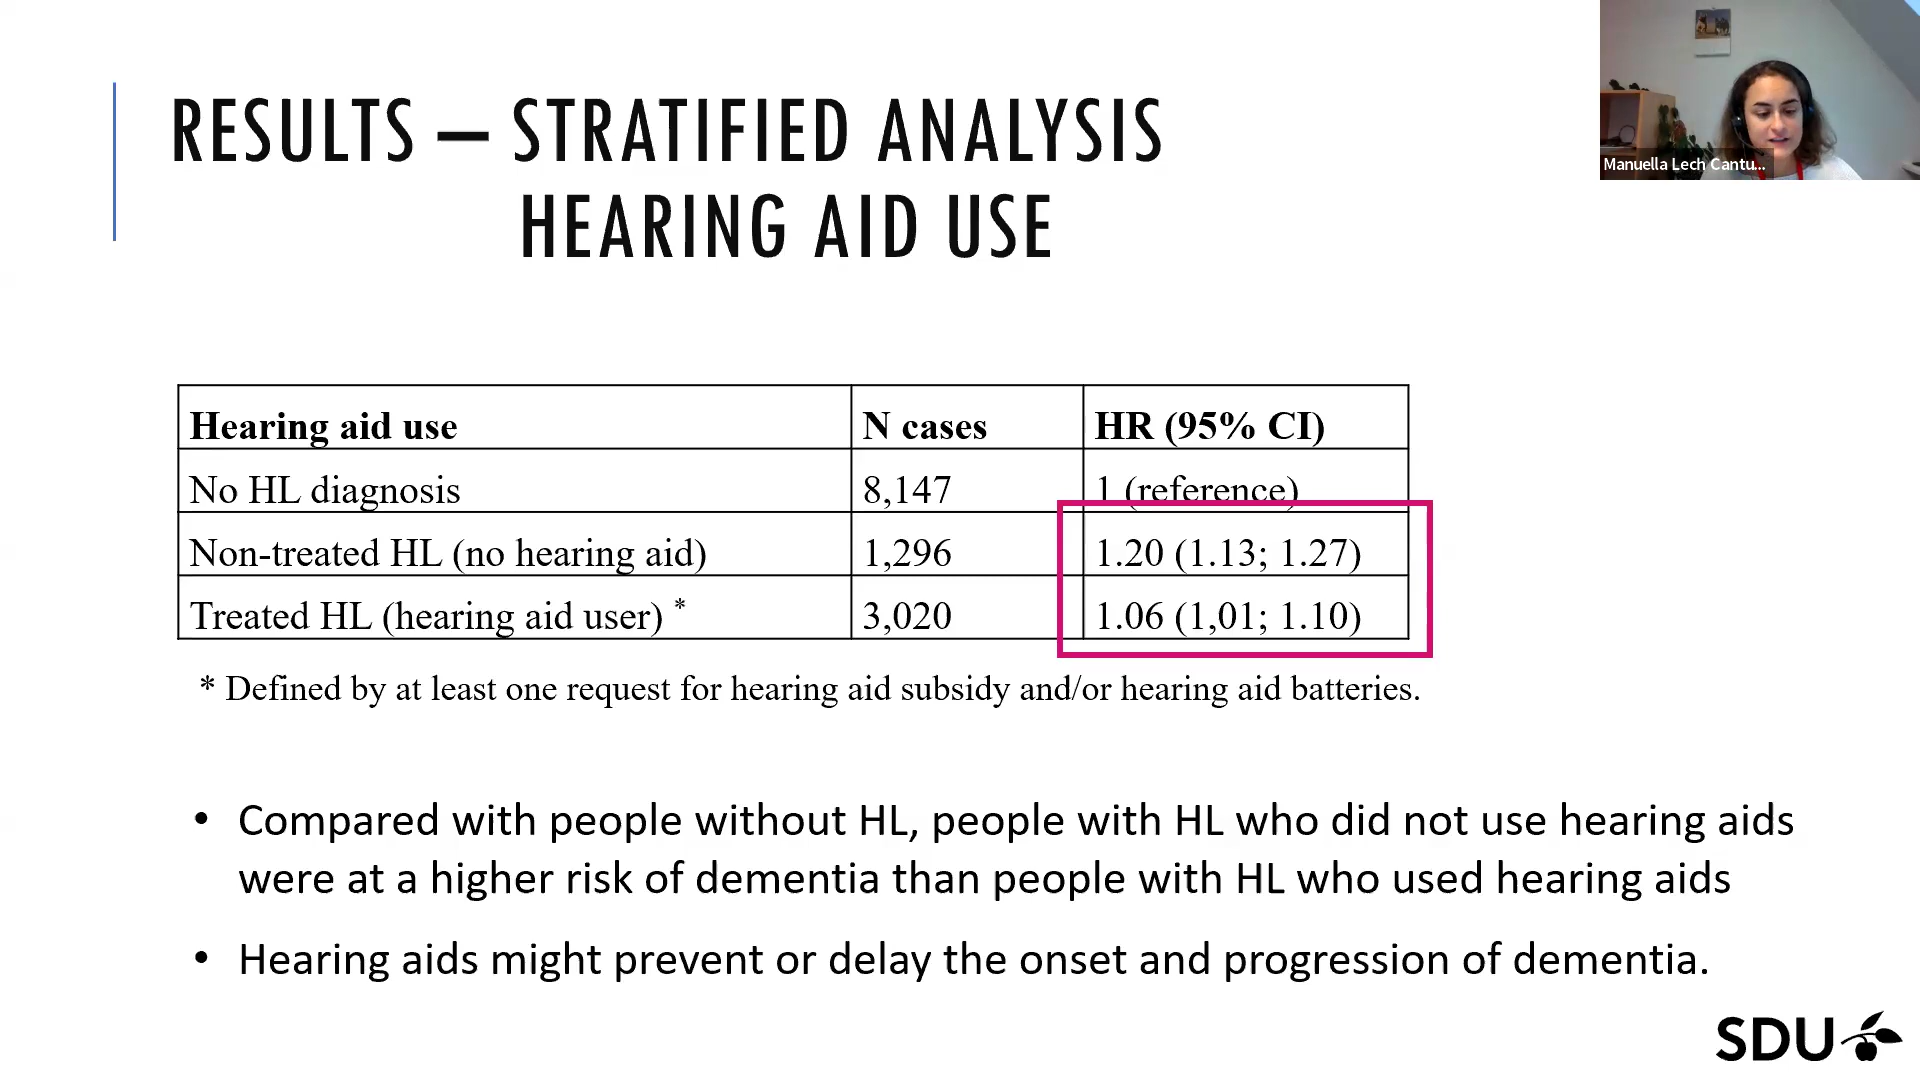 RESULTS – STRATIFIED ANALYSIS
HEARING AID USE
Manuella Lech Cantu...
Hearing aid use N cases HR (95% CI)
No HL diagnosis 8,147 1 (reference)
Non-treated HL (no hearing aid) 1,296 1.20 (1.13; 1.27)
Treated HL (hearing aid user) * 3,020 1.06 (1,01; 1.10)
* Defined by at least one request for hearing aid subsidy and/or hearing aid batteries.
• Compared with people without HL, people with HL who did not use hearing aids
were at a higher risk of dementia than people with HL who used hearing aids
• Hearing aids might prevent or delay the onset and progression of dementia.
SDU